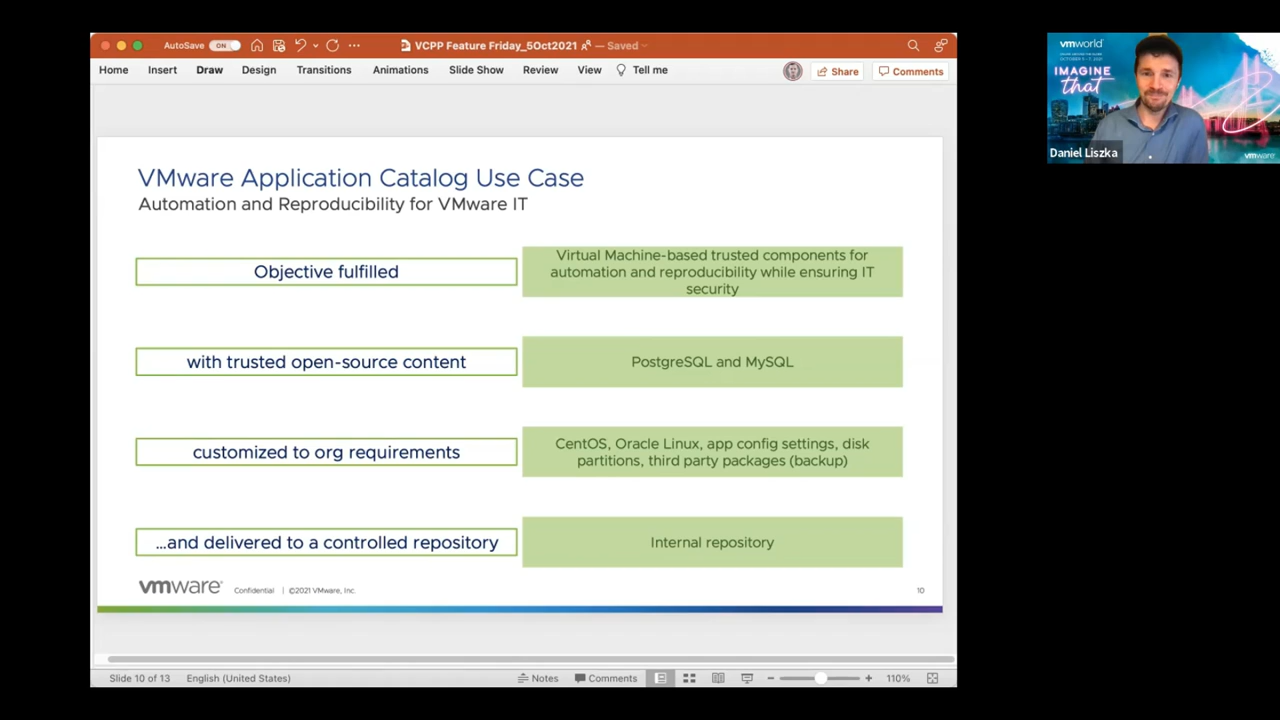 AutoSave ON VCPP Feature Friday_5Oct2021 — Saved
Home Insert Draw Design Transitions Animations Slide Show Review View Tell me Share Comments
VMware Application Catalog Use Case
Automation and Reproducibility for VMware IT
Objective fulfilled
Virtual Machine-based trusted components for
automation and reproducibility while ensuring IT
security
with trusted open-source content
PostgreSQL and MySQL
customized to org requirements
CentOS, Oracle Linux, app config settings, disk
partitions, third party packages (backup)
...and delivered to a controlled repository
Internal repository
vmware® Confidential | ©2021 VMware, Inc. 10
Slide 10 of 13 English (United States) Notes Comments 110%
vmworld
IMAGINE
that
Daniel Liszka
vmware